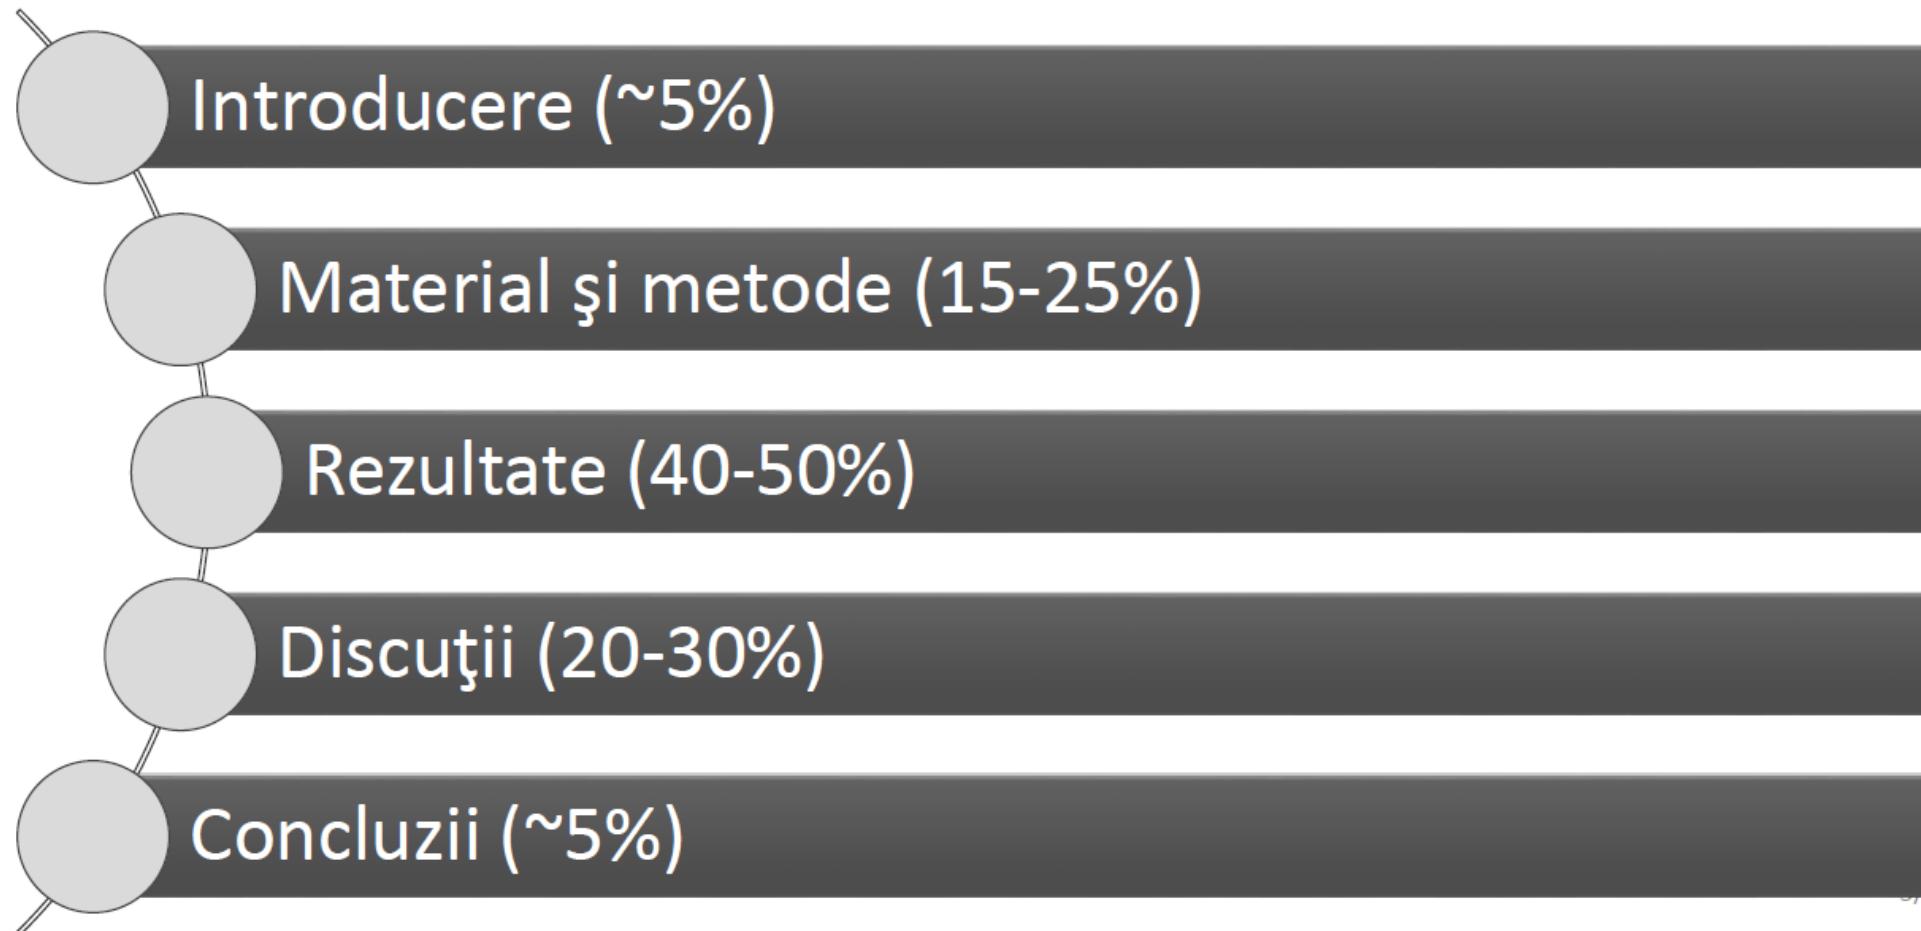 Introducere (~5%)
Material şi metode (15-25%)
Rezultate (40-50%)
Discuţii (20-30%)
Concluzii (~5%)